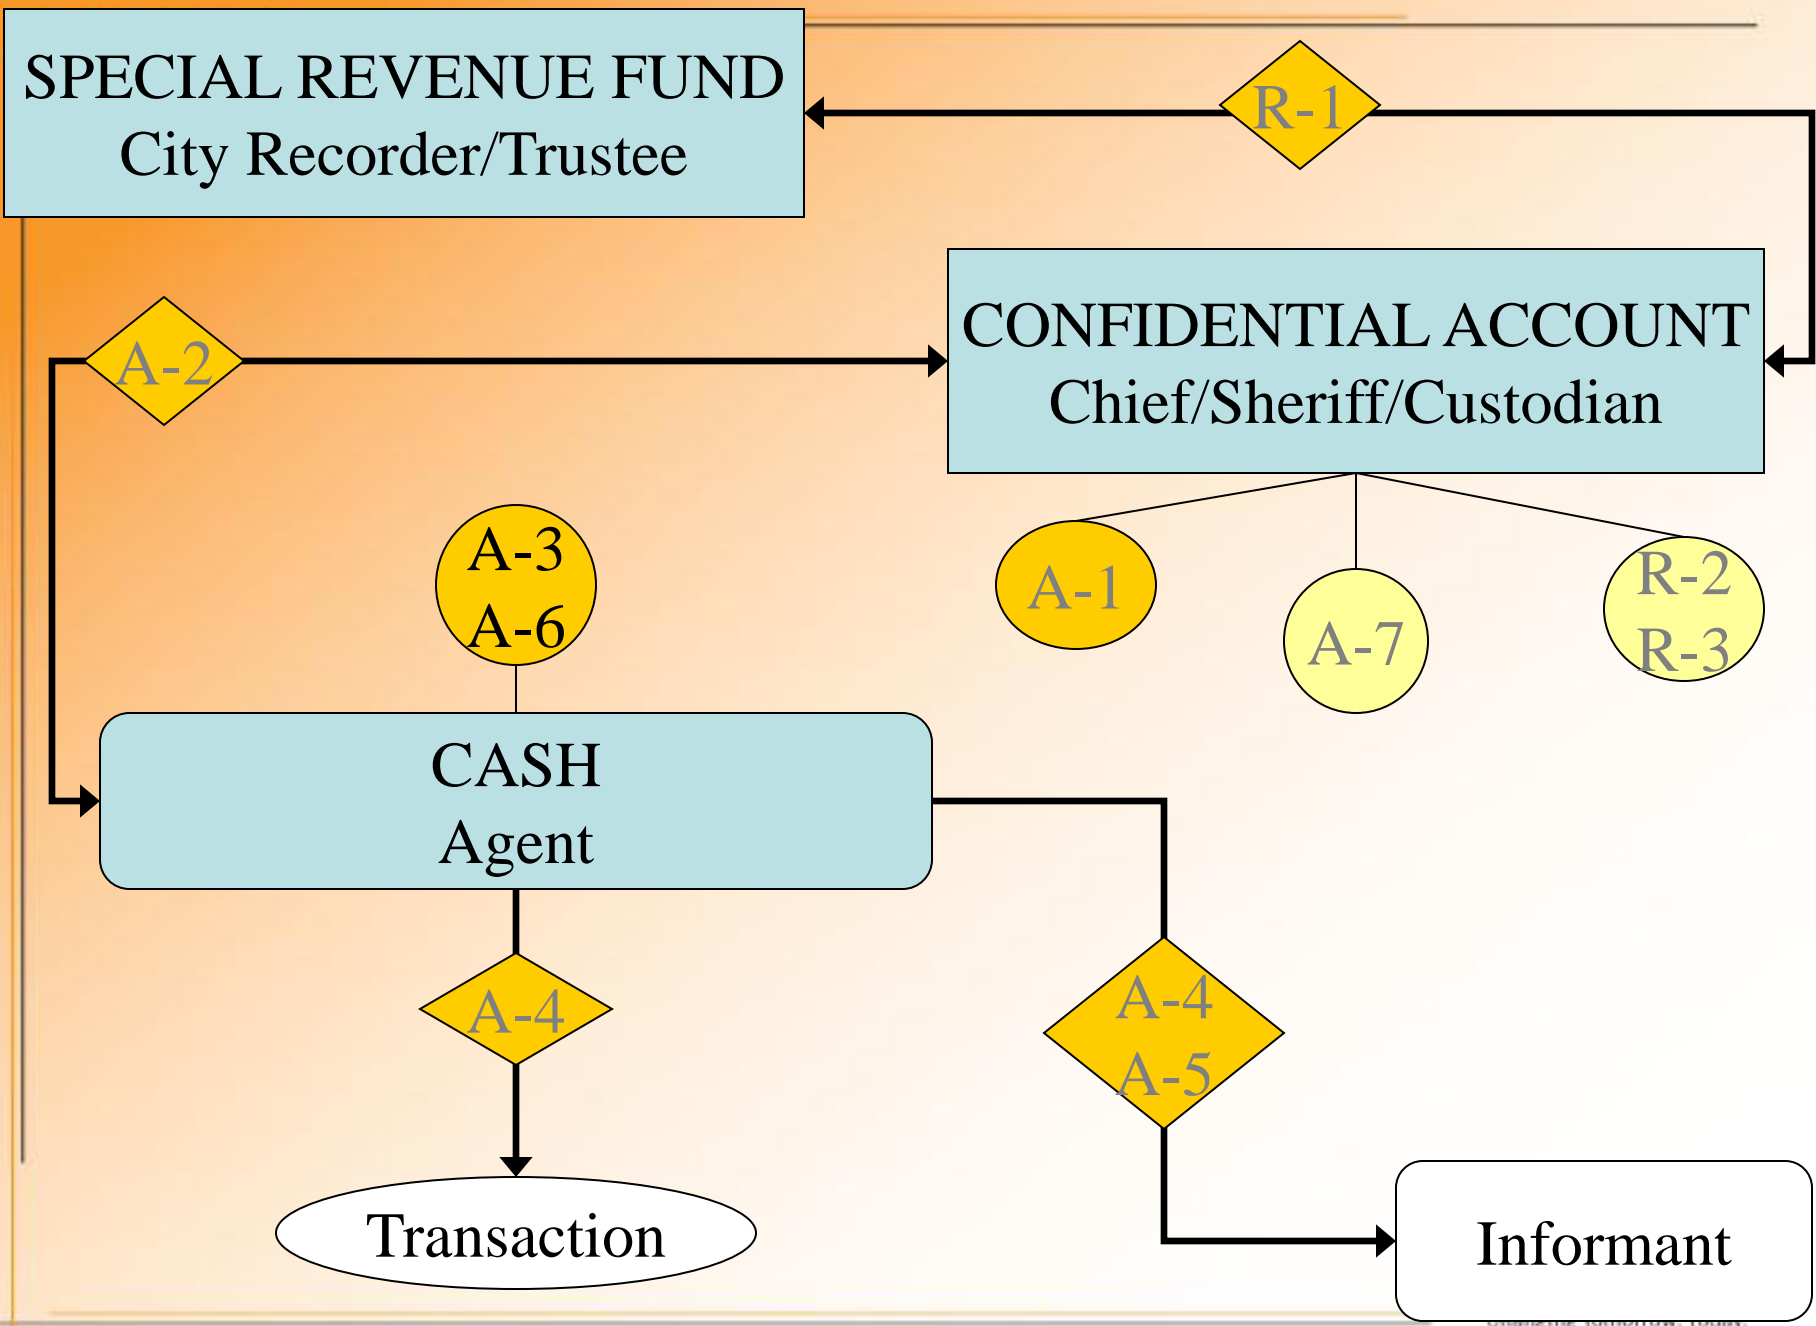 SPECIAL REVENUE FUND
City Recorder/Trustee
R-1
CONFIDENTIAL ACCOUNT
Chief/Sheriff/Custodian
A-2
A-3
A-6
A-1
A-7
R-2
R-3
CASH
Agent
A-4
A-4
A-5
Transaction
Informant